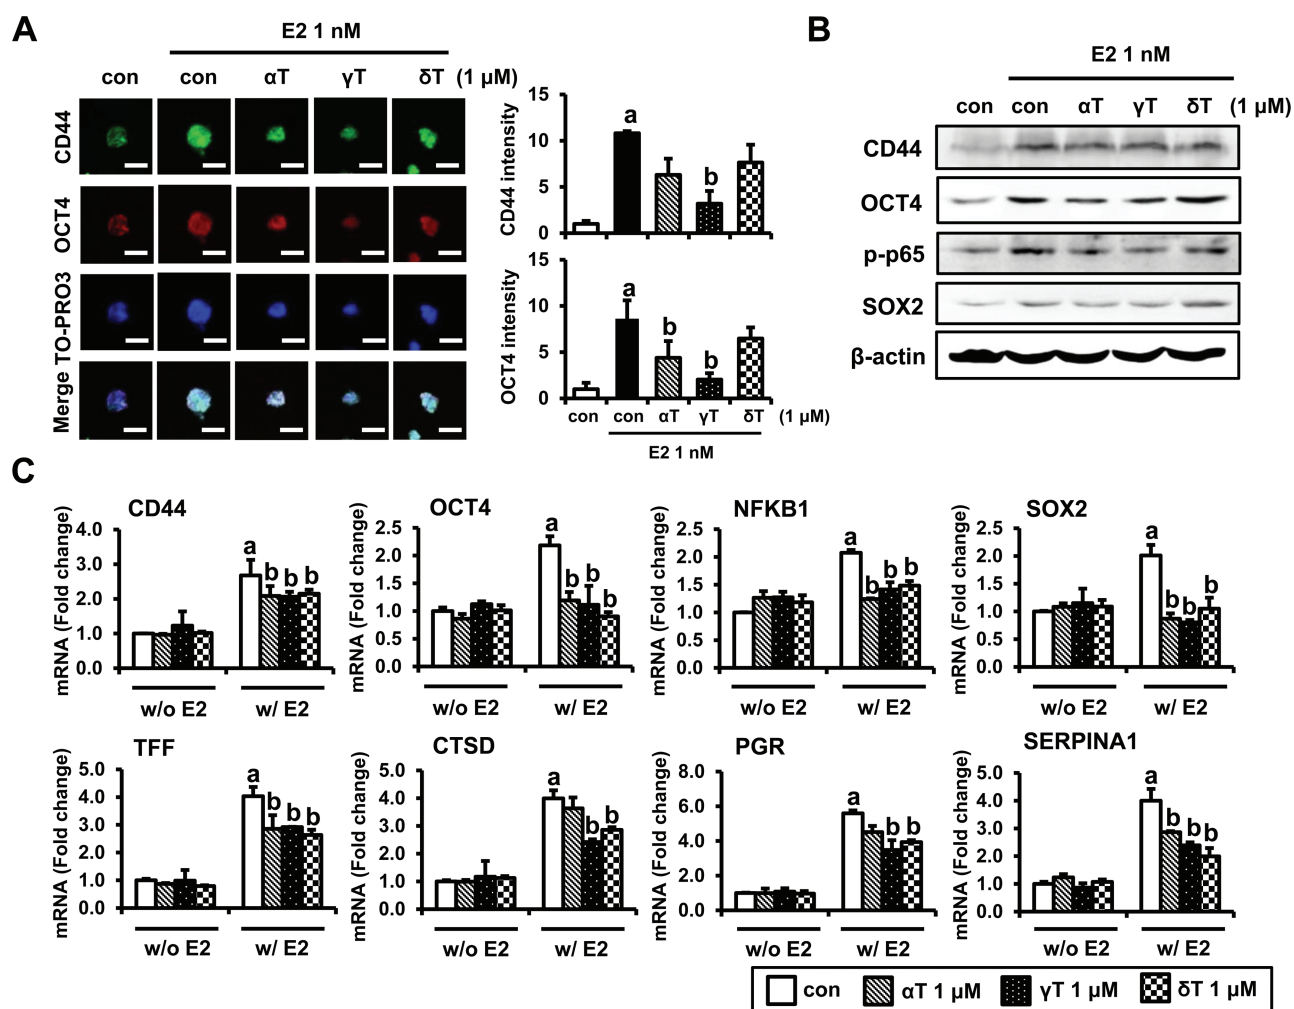 A
E2 1 nM
con con αT γT δT (1 µM)
CD44
OCT4
TO-PRO3
Merge
15
10
5
0
CD44 intensity
a
b
15
10
5
0
OCT4 intensity
a
b
b
con con αT γT δT (1 µM)
E2 1 nM
B
E2 1 nM
con con αT γT δT (1 µM)
CD44
OCT4
p-p65
SOX2
β-actin
C
CD44
mRNA (Fold change)
4.0
3.0
2.0
1.0
0.0
a
b b b
w/o E2 w/ E2
OCT4
mRNA (Fold change)
2.5
2.0
1.5
1.0
0.5
0.0
a
b b b
w/o E2 w/ E2
NFKB1
mRNA (Fold change)
2.5
2.0
1.5
1.0
0.5
0.0
a
b b b
w/o E2 w/ E2
SOX2
mRNA (Fold change)
2.5
2.0
1.5
1.0
0.5
0.0
a
b b b
w/o E2 w/ E2
TFF
mRNA (Fold change)
5.0
4.0
3.0
2.0
1.0
0.0
a
b b b
w/o E2 w/ E2
CTSD
mRNA (Fold change)
5.0
4.0
3.0
2.0
1.0
0.0
a
b b
w/o E2 w/ E2
PGR
mRNA (Fold change)
8.0
6.0
4.0
2.0
0.0
a
b b
w/o E2 w/ E2
SERPINA1
mRNA (Fold change)
5.0
4.0
3.0
2.0
1.0
0.0
a
b b b
w/o E2 w/ E2
con αT 1 µM γT 1 µM δT 1 µM